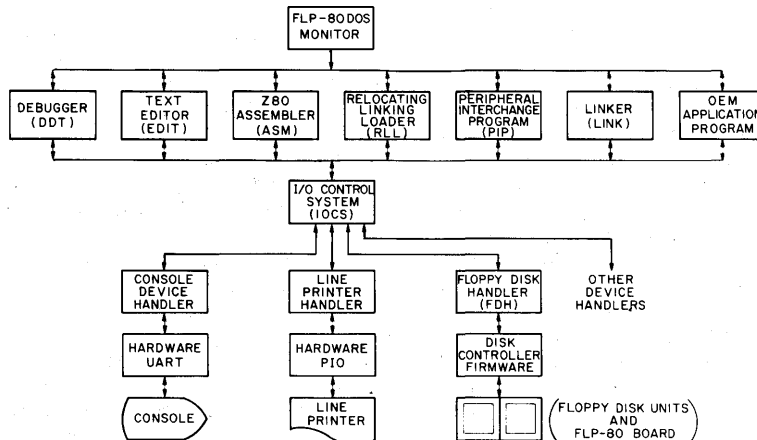 FLP-80DOS
MONITOR
DEBUGGER
(DDT)
TEXT
EDITOR
(EDIT)
Z80
ASSEMBLER
(ASM)
RELOCATING
LINKING
LOADER
(RLL)
PERIPHERAL
INTERCHANGE
PROGRAM
(PIP)
LINKER
(LINK)
OEM
APPLICATION
PROGRAM
I/O CONTROL
SYSTEM
(IOCS)
CONSOLE
DEVICE
HANDLER
LINE
PRINTER
HANDLER
FLOPPY DISK
HANDLER
(FDH)
OTHER
DEVICE
HANDLERS
HARDWARE
UART
HARDWARE
PIO
DISK
CONTROLLER
FIRMWARE
CONSOLE
LINE
PRINTER
(FLOPPY DISK UNITS
AND
FLP-80 BOARD)